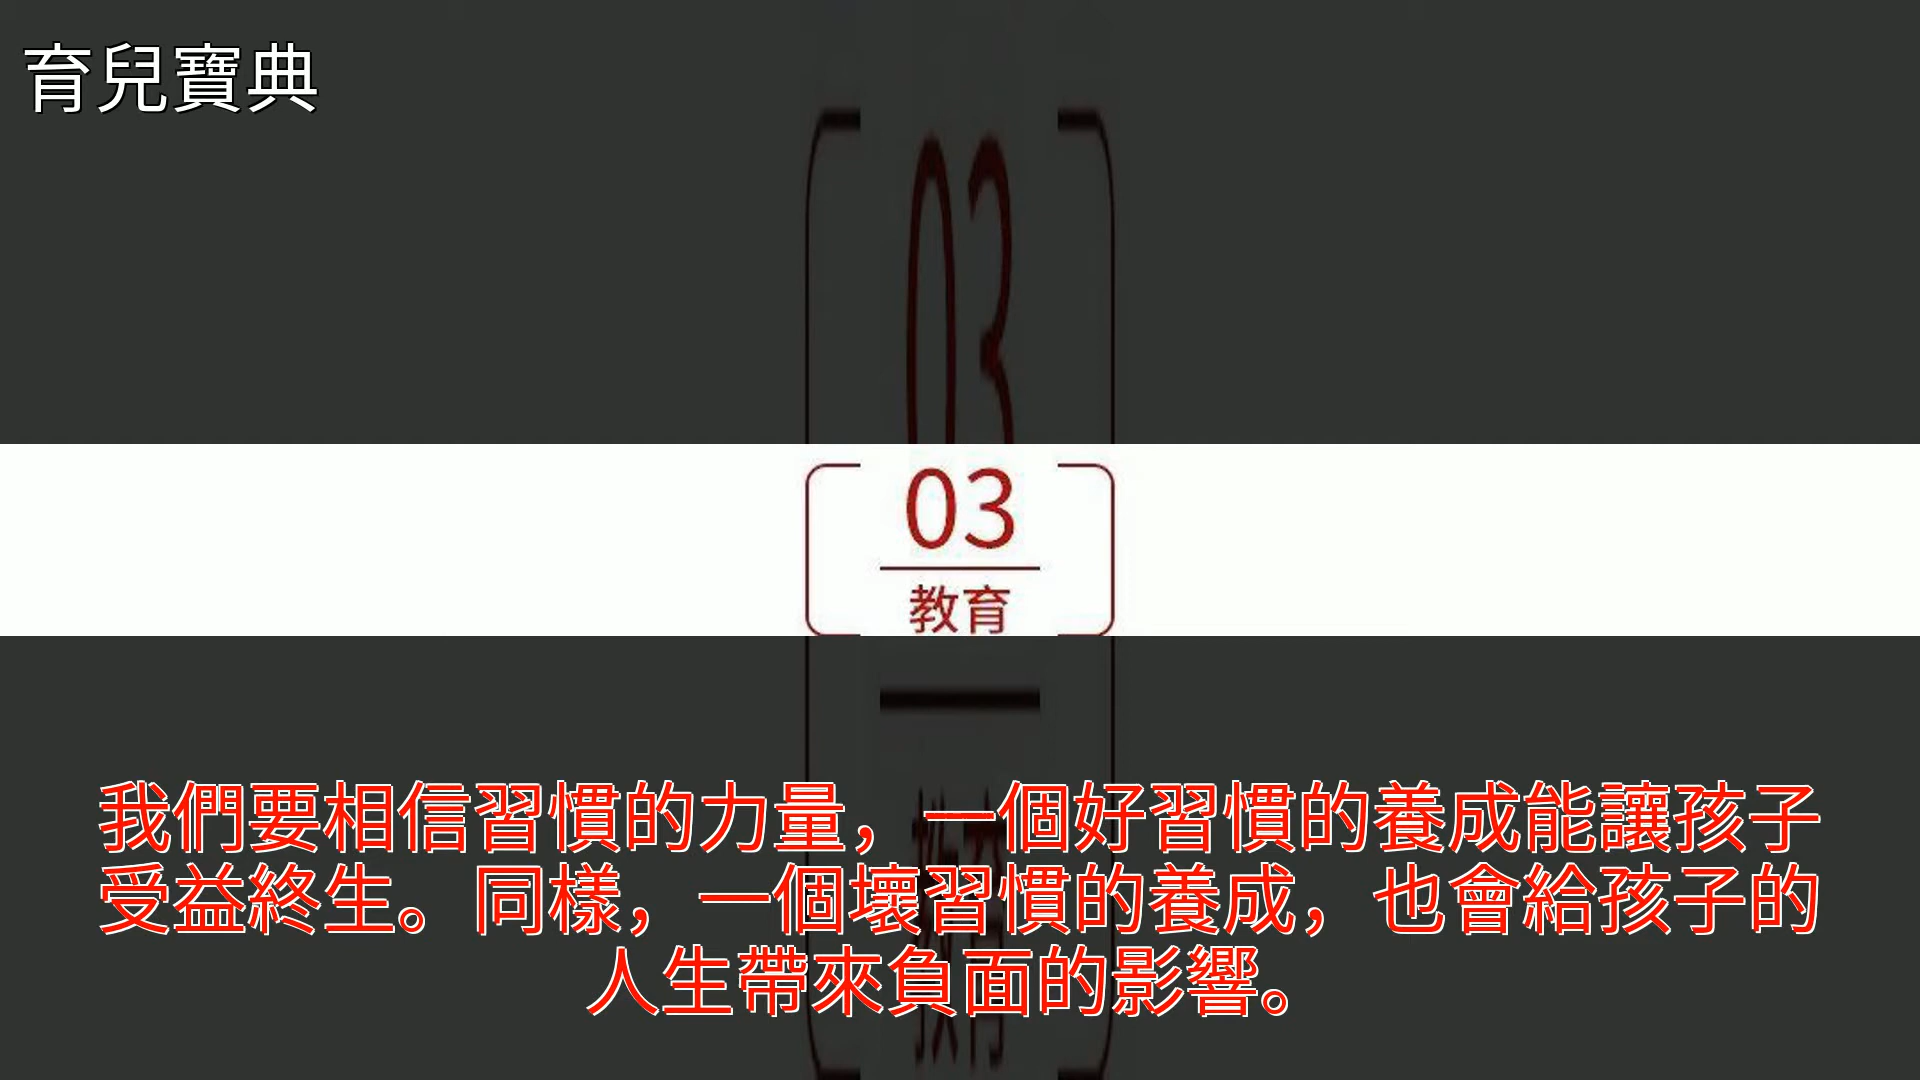 育兒寶典
03
教育
我們要相信習慣的力量，一個好習慣的養成能讓孩子
受益終生。同樣，一個壞習慣的養成，也會給孩子的
人生帶來負面的影響。